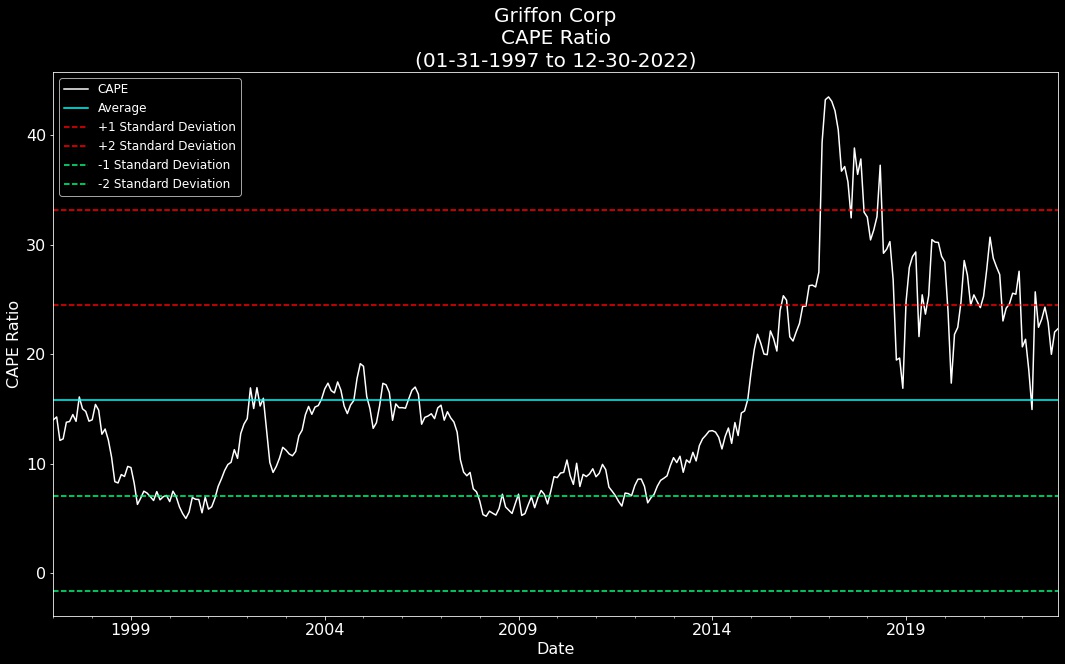 Griffon Corp
CAPE Ratio
(01-31-1997 to 12-30-2022)
CAPE
Average
+1 Standard Deviation
+2 Standard Deviation
-1 Standard Deviation
-2 Standard Deviation
CAPE Ratio
40
30
20
10
0
1999
2004
2009
2014
2019
Date